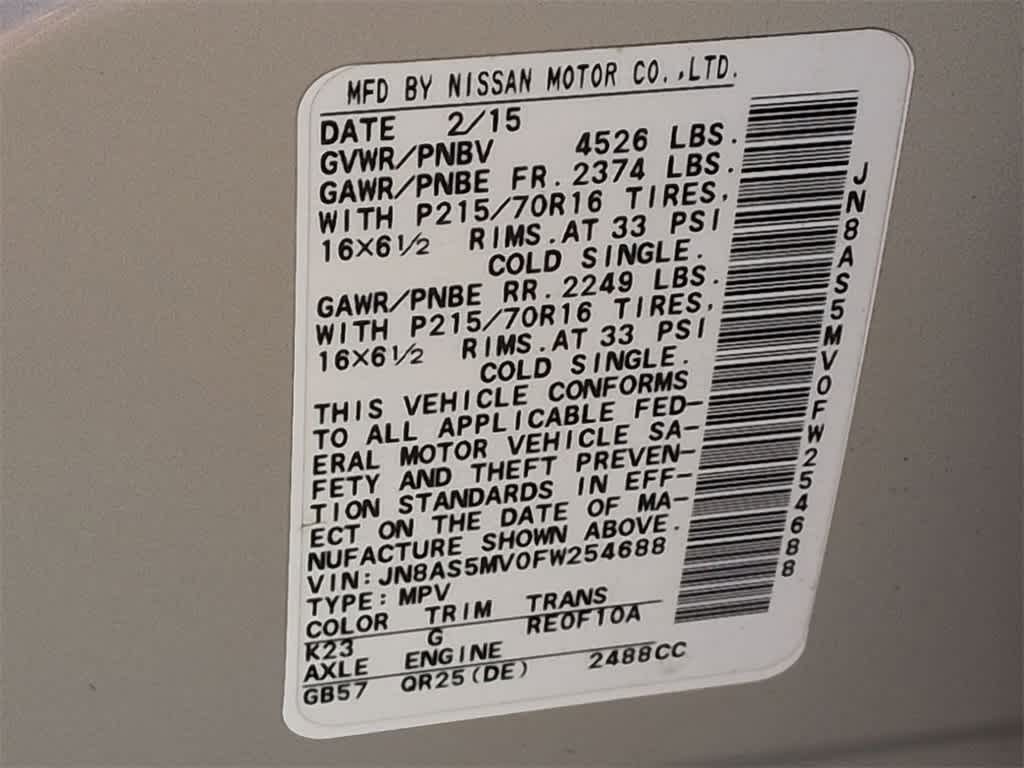 MFD BY NISSAN MOTOR CO.,LTD.
DATE 2/15
GVWR/PNBV 4526 LBS.
GAWR/PNBE FR. 2374 LBS.
WITH P215/70R16 TIRES,
16×6½ RIMS.AT 33 PSI
COLD SINGLE.
GAWR/PNBE RR. 2249 LBS.
WITH P215/70R16 TIRES,
16×6½ RIMS.AT 33 PSI
COLD SINGLE.
THIS VEHICLE CONFORMS
TO ALL APPLICABLE FED-
ERAL MOTOR VEHICLE SA-
FETY AND THEFT PREVEN-
TION STANDARDS IN EFF-
ECT ON THE DATE OF MA-
NUFACTURE SHOWN ABOVE.
VIN: JN8AS5MV0FW254688
TYPE: MPV
COLOR TRIM TRANS
K23 G RE0F10A
AXLE ENGINE
GB57 QR25(DE) 2488CC
JN8AS5MV0FW254688